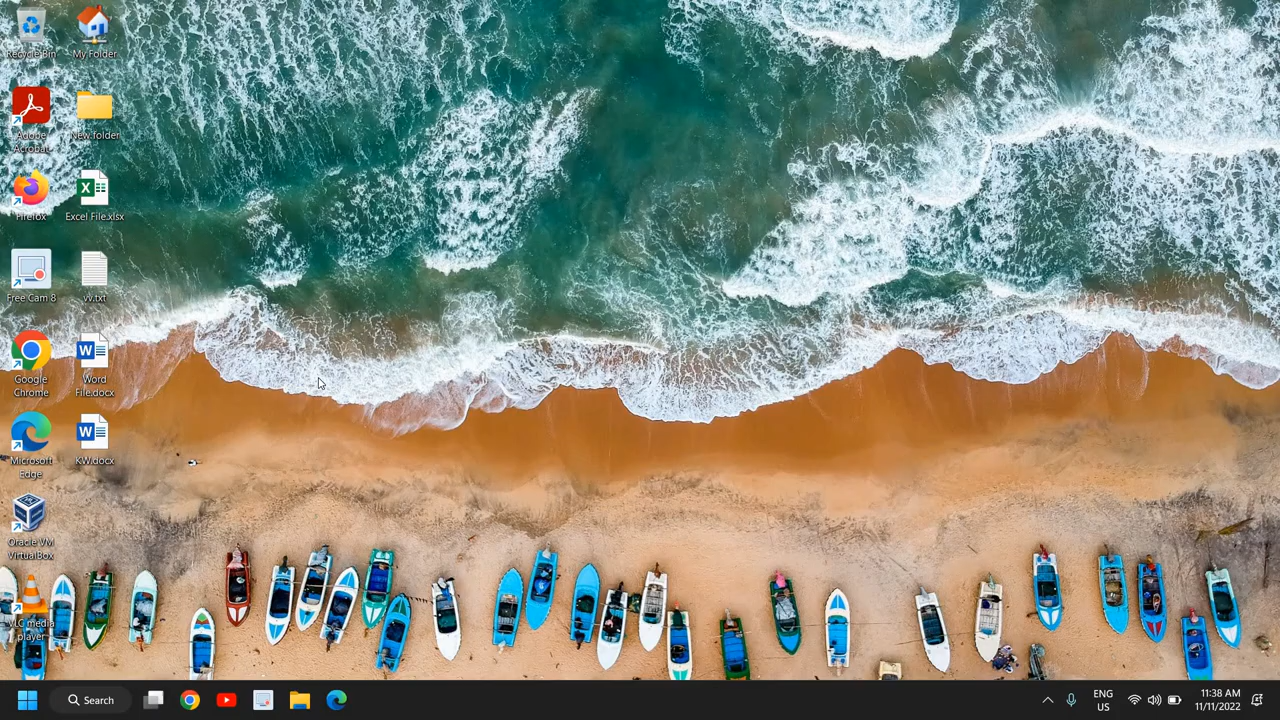 Recycle Bin
My Folder
Adobe
Acrobat
New folder
Firefox
Excel File.xlsx
Free Cam 8
vv.txt
Google
Chrome
Word
File.docx
Microsoft
Edge
KW.docx
Oracle VM
VirtualBox
VLC media
player
Search
ENG
US
11:38 AM
11/11/2022